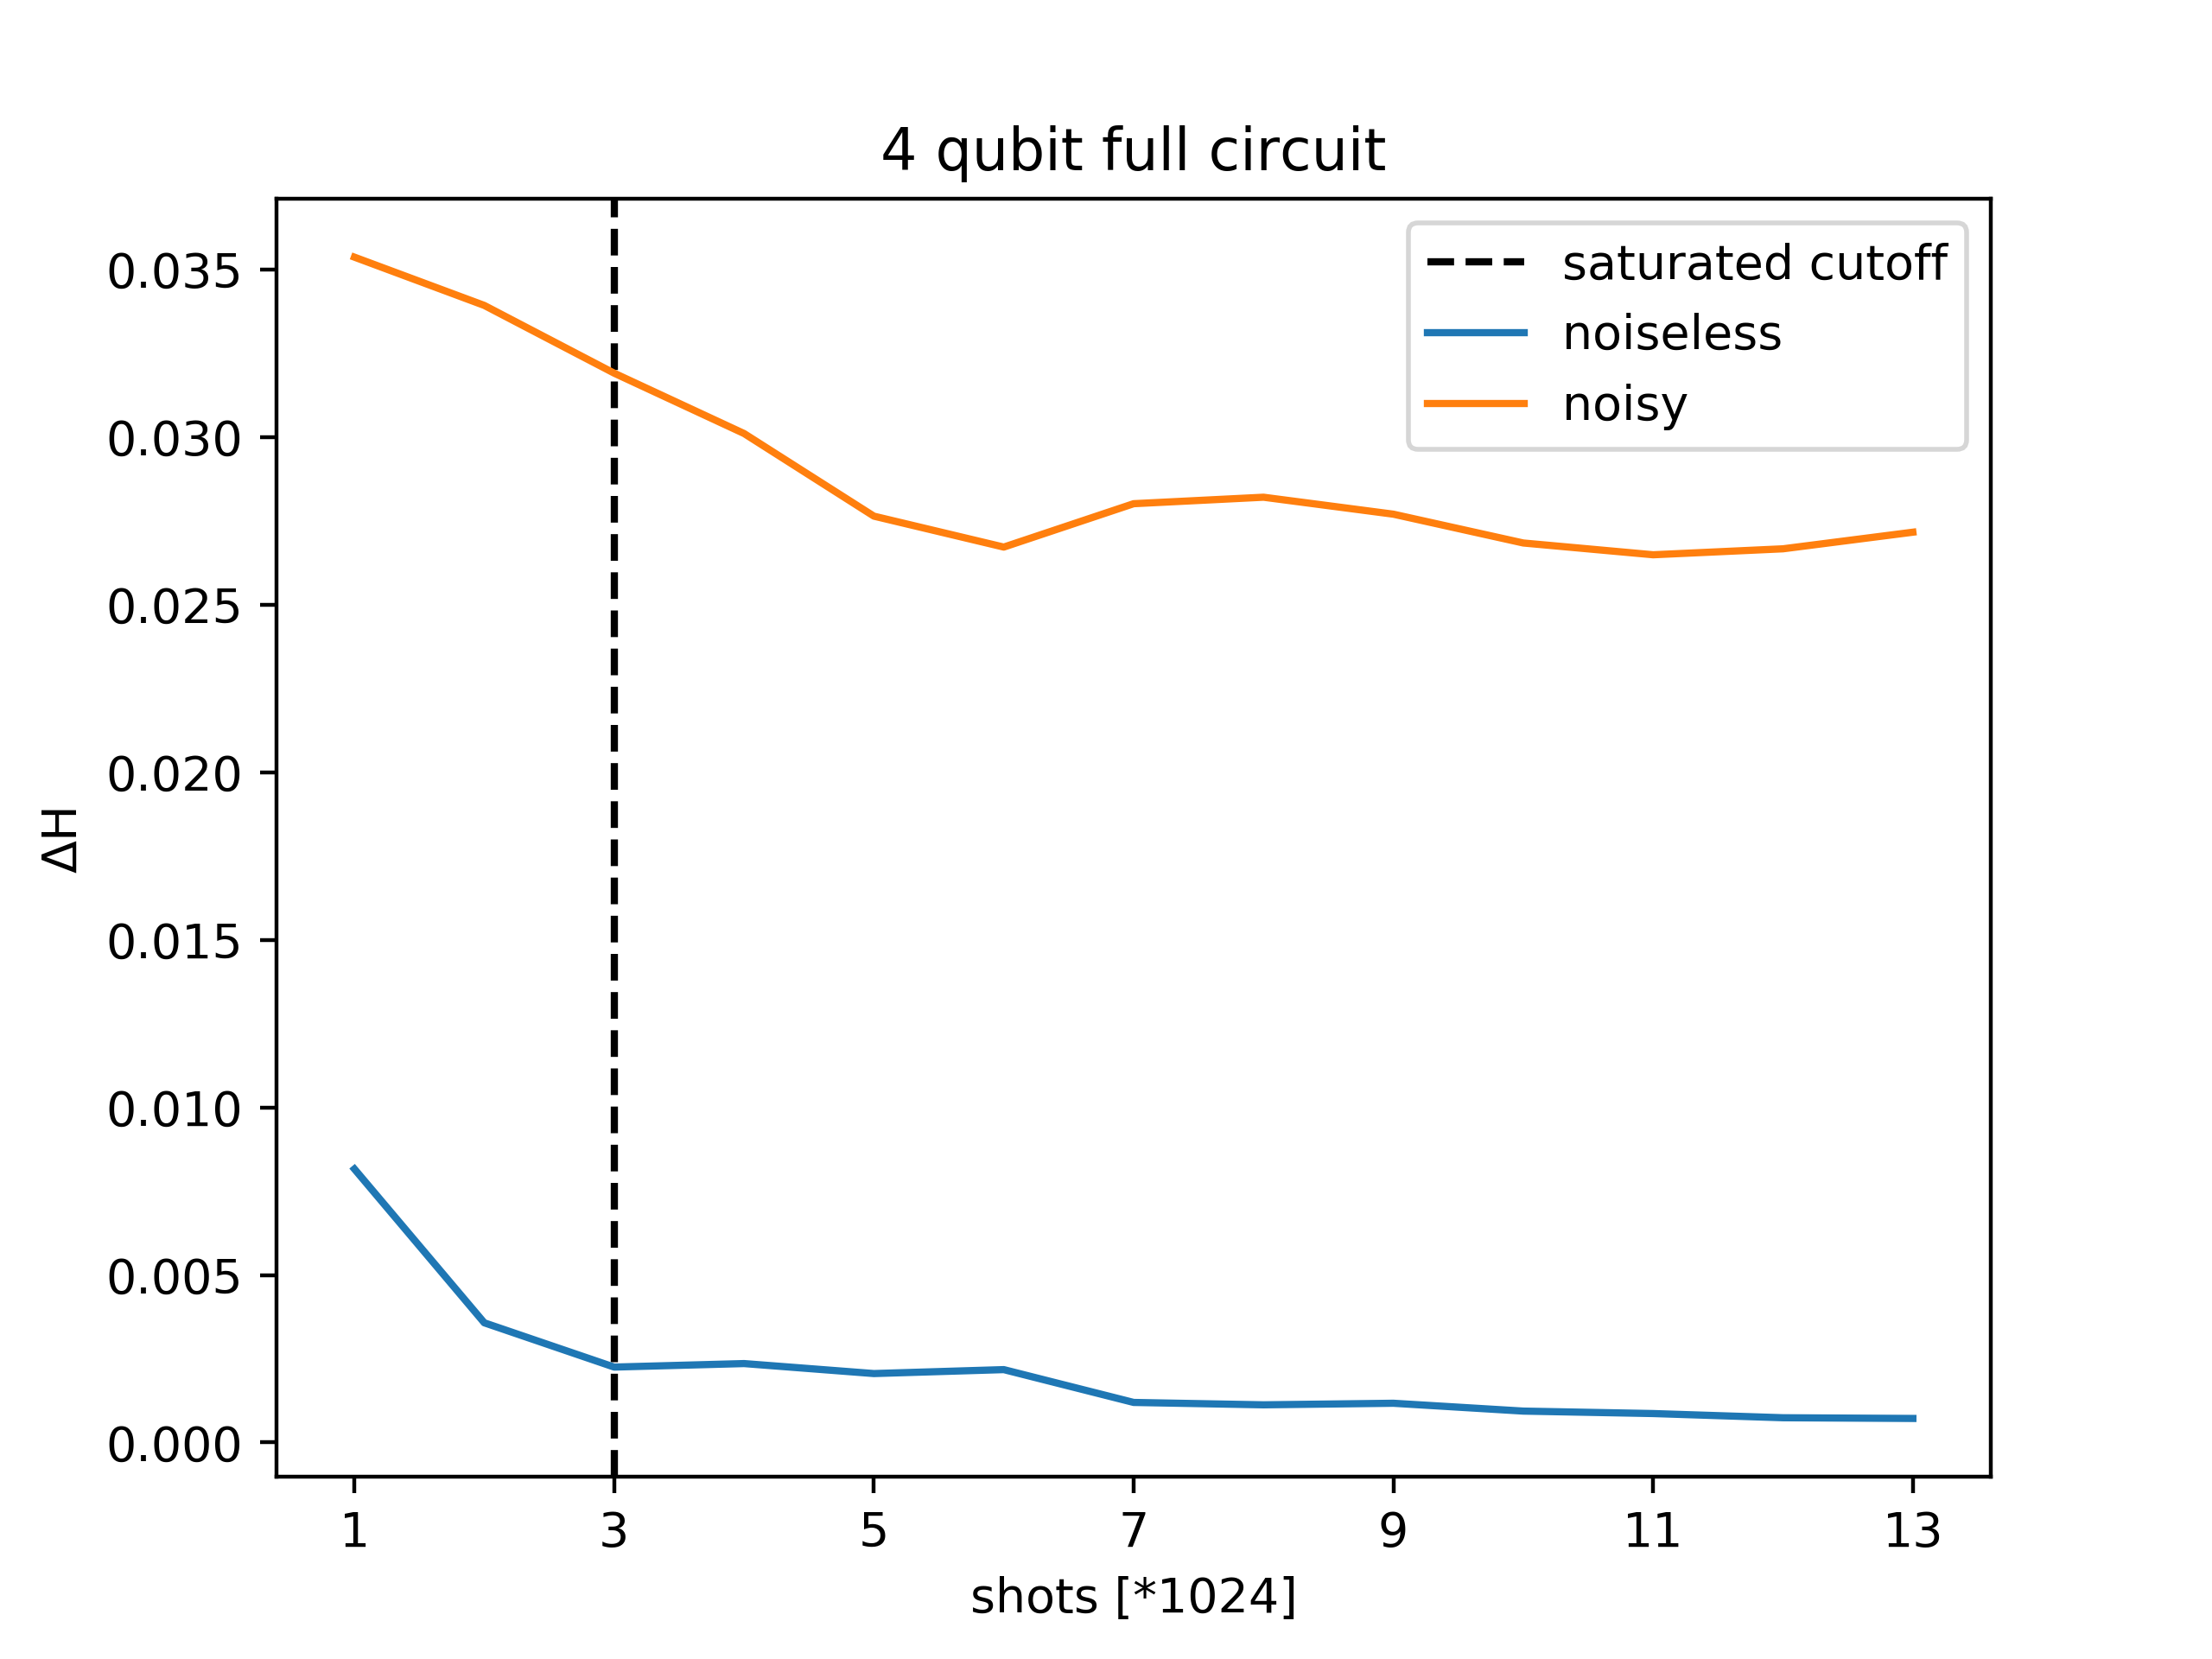 4 qubit full circuit
saturated cutoff
noiseless
noisy
0.035
0.030
0.025
0.020
0.015
0.010
0.005
0.000
ΔH
1 3 5 7 9 11 13
shots [*1024]